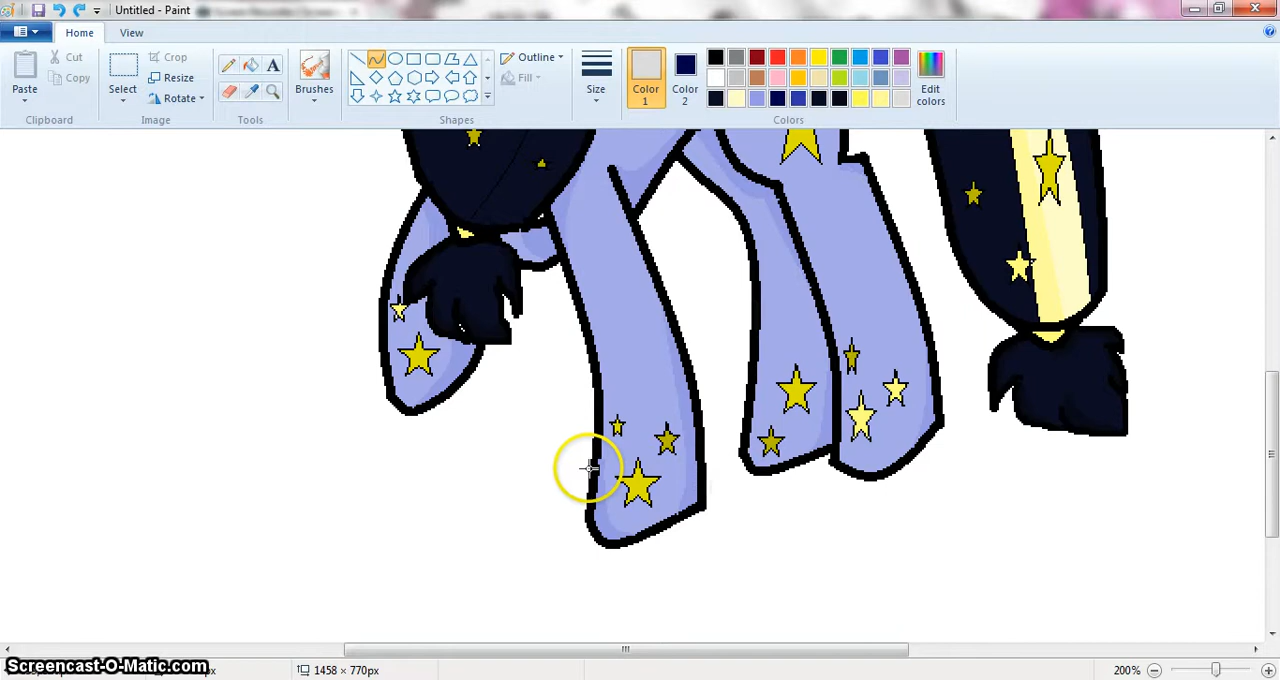 Untitled - Paint
Home
View
Paste
Cut
Copy
Clipboard
Select
Crop
Resize
Rotate
Image
A
Tools
Brushes
Outline
Fill
Shapes
Size
Color
1
Color
2
Edit
colors
Colors
Screencast-O-Matic.com
1458 × 770px
200%